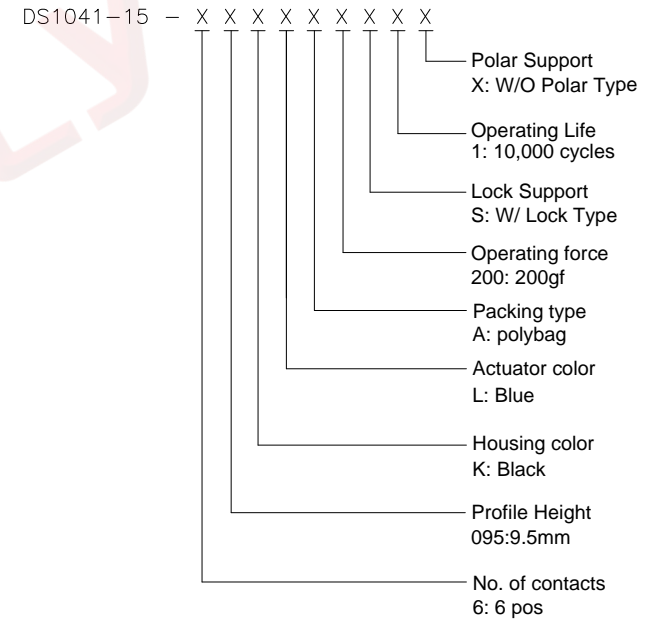 DS1041-15 - X X X X X X X X X
Polar Support
X: W/O Polar Type
Operating Life
1: 10,000 cycles
Lock Support
S: W/ Lock Type
Operating force
200: 200gf
Packing type
A: polybag
Actuator color
L: Blue
Housing color
K: Black
Profile Height
095:9.5mm
No. of contacts
6: 6 pos